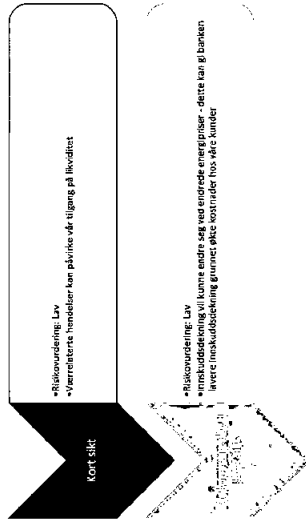 Kort sikt
•Risikovurdering: Lav
•Værrelaterte hendelser kan påvirke vår tilgang på likviditet
•Risikovurdering: Lav
•Innskuddsdekning vil kunne endre seg ved endrede energipriser - dette kan gi banken
lavere innskuddsdekning grunnet økte kostnader hos våre kunder